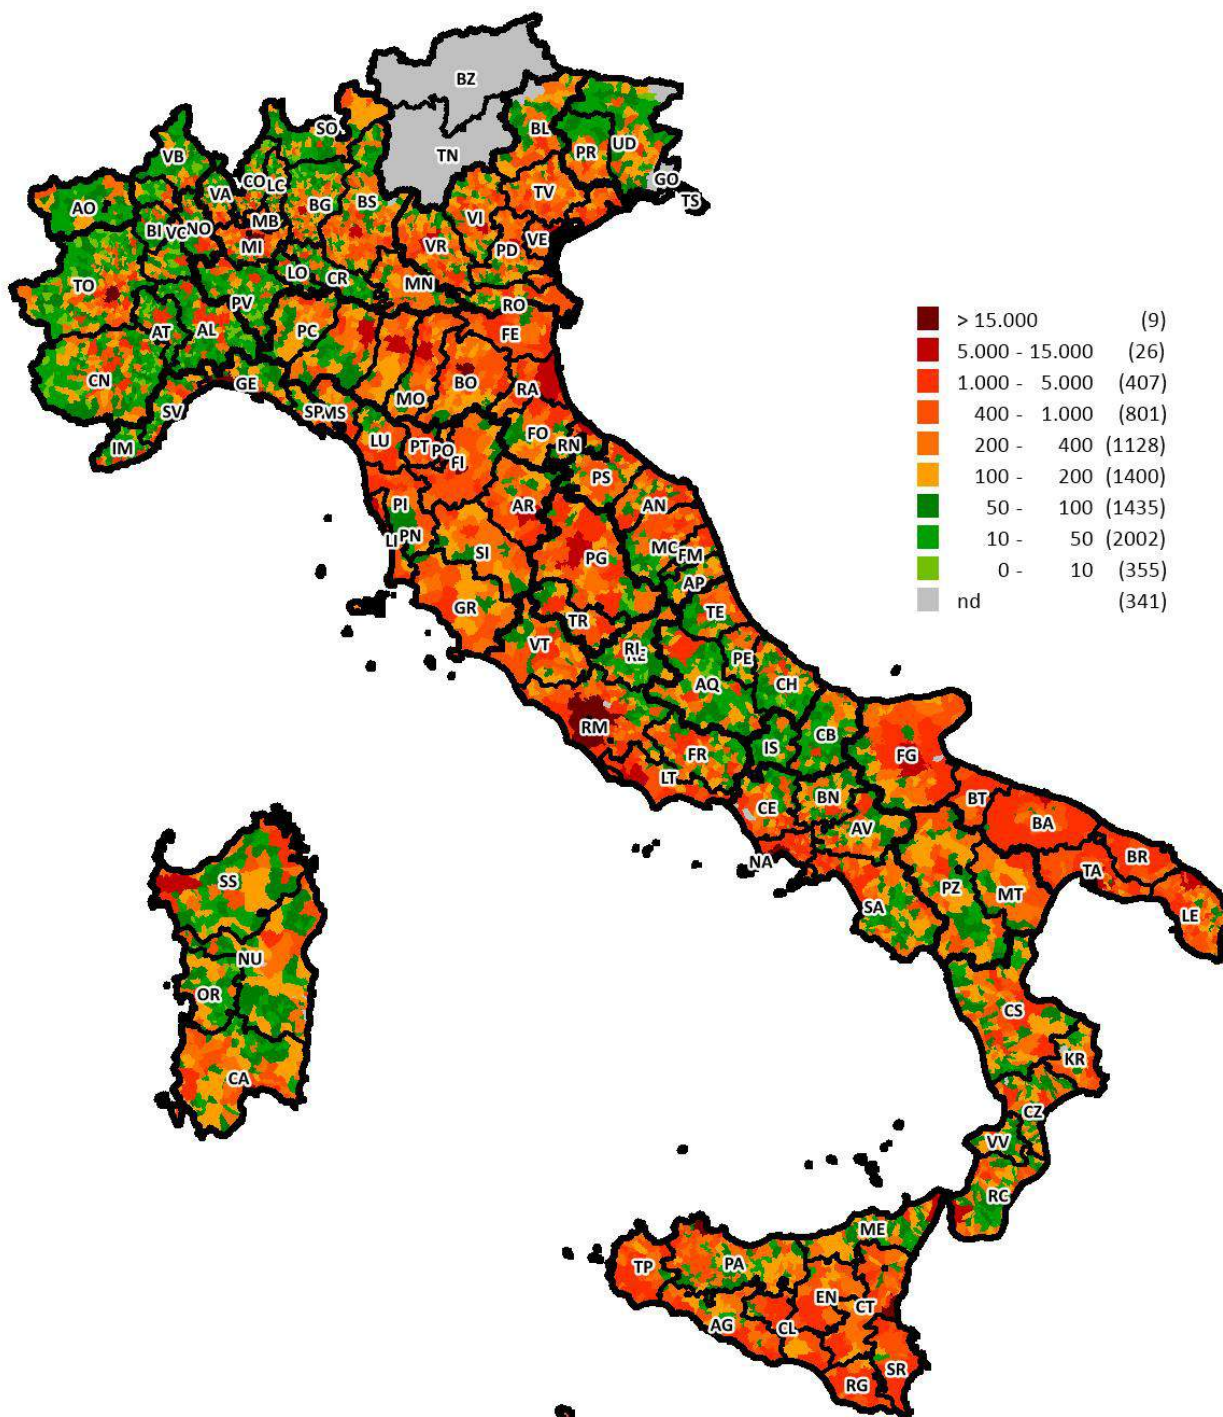 BZ
SO
BL
UD
PR
TN
VB
CO
LC
GO
AO
VA
TS
BG
BS
TV
MB
VI
BI
VC
NO
MI
VR
PD
VE
LO
CR
MN
TO
PV
RO
AT
AL
PC
FE
CN
GE
BO
RA
MO
SV
SP
MS
FO
IM
LU
PT
PO
RN
FI
PS
PI
AR
AN
LI
PN
SI
PG
MC
FM
AP
GR
TR
TE
VT
RI
PE
AQ
CH
RM
IS
CB
FR
FG
LT
CE
BN
BT
AV
BA
NA
BR
TA
SS
PZ
MT
SA
LE
NU
OR
CS
KR
CA
CZ
VV
RC
ME
TP
PA
EN
CT
AG
CL
SR
RG
> 15.000 (9)
5.000 - 15.000 (26)
1.000 - 5.000 (407)
400 - 1.000 (801)
200 - 400 (1128)
100 - 200 (1400)
50 - 100 (1435)
10 - 50 (2002)
0 - 10 (355)
nd (341)